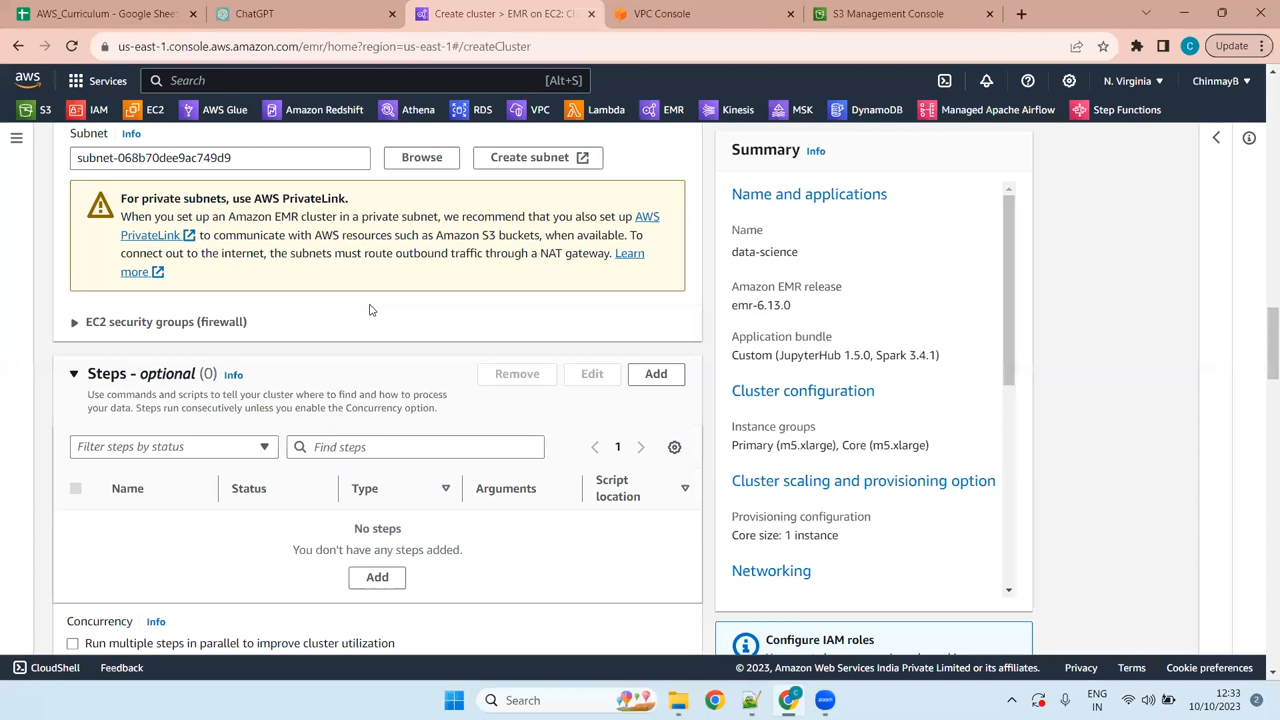 AWS_Curriculum - Google Sheet
ChatGPT
Create cluster > EMR on EC2: Cl
VPC Console
S3 Management Console
us-east-1.console.aws.amazon.com/emr/home?region=us-east-1#/createCluster
C
Update
aws
Services
Search
[Alt+S]
N. Virginia
ChinmayB
S3
IAM
EC2
AWS Glue
Amazon Redshift
Athena
RDS
VPC
Lambda
EMR
Kinesis
MSK
DynamoDB
Managed Apache Airflow
Step Functions
Subnet Info
subnet-068b70dee9ac749d9
Browse
Create subnet
For private subnets, use AWS PrivateLink.
When you set up an Amazon EMR cluster in a private subnet, we recommend that you also set up AWS
PrivateLink to communicate with AWS resources such as Amazon S3 buckets, when available. To
connect out to the internet, the subnets must route outbound traffic through a NAT gateway. Learn
more
EC2 security groups (firewall)
Steps - optional (0) Info
Remove
Edit
Add
Use commands and scripts to tell your cluster where to find and how to process
your data. Steps run consecutively unless you enable the Concurrency option.
Filter steps by status
Find steps
1
Name
Status
Type
Arguments
Script
location
No steps
You don't have any steps added.
Add
Concurrency Info
Run multiple steps in parallel to improve cluster utilization
Summary Info
Name and applications
Name
data-science
Amazon EMR release
emr-6.13.0
Application bundle
Custom (JupyterHub 1.5.0, Spark 3.4.1)
Cluster configuration
Instance groups
Primary (m5.xlarge), Core (m5.xlarge)
Cluster scaling and provisioning option
Provisioning configuration
Core size: 1 instance
Networking
Configure IAM roles
CloudShell
Feedback
© 2023, Amazon Web Services India Private Limited or its affiliates.
Privacy
Terms
Cookie preferences
Search
ENG
IN
12:33
10/10/2023
2